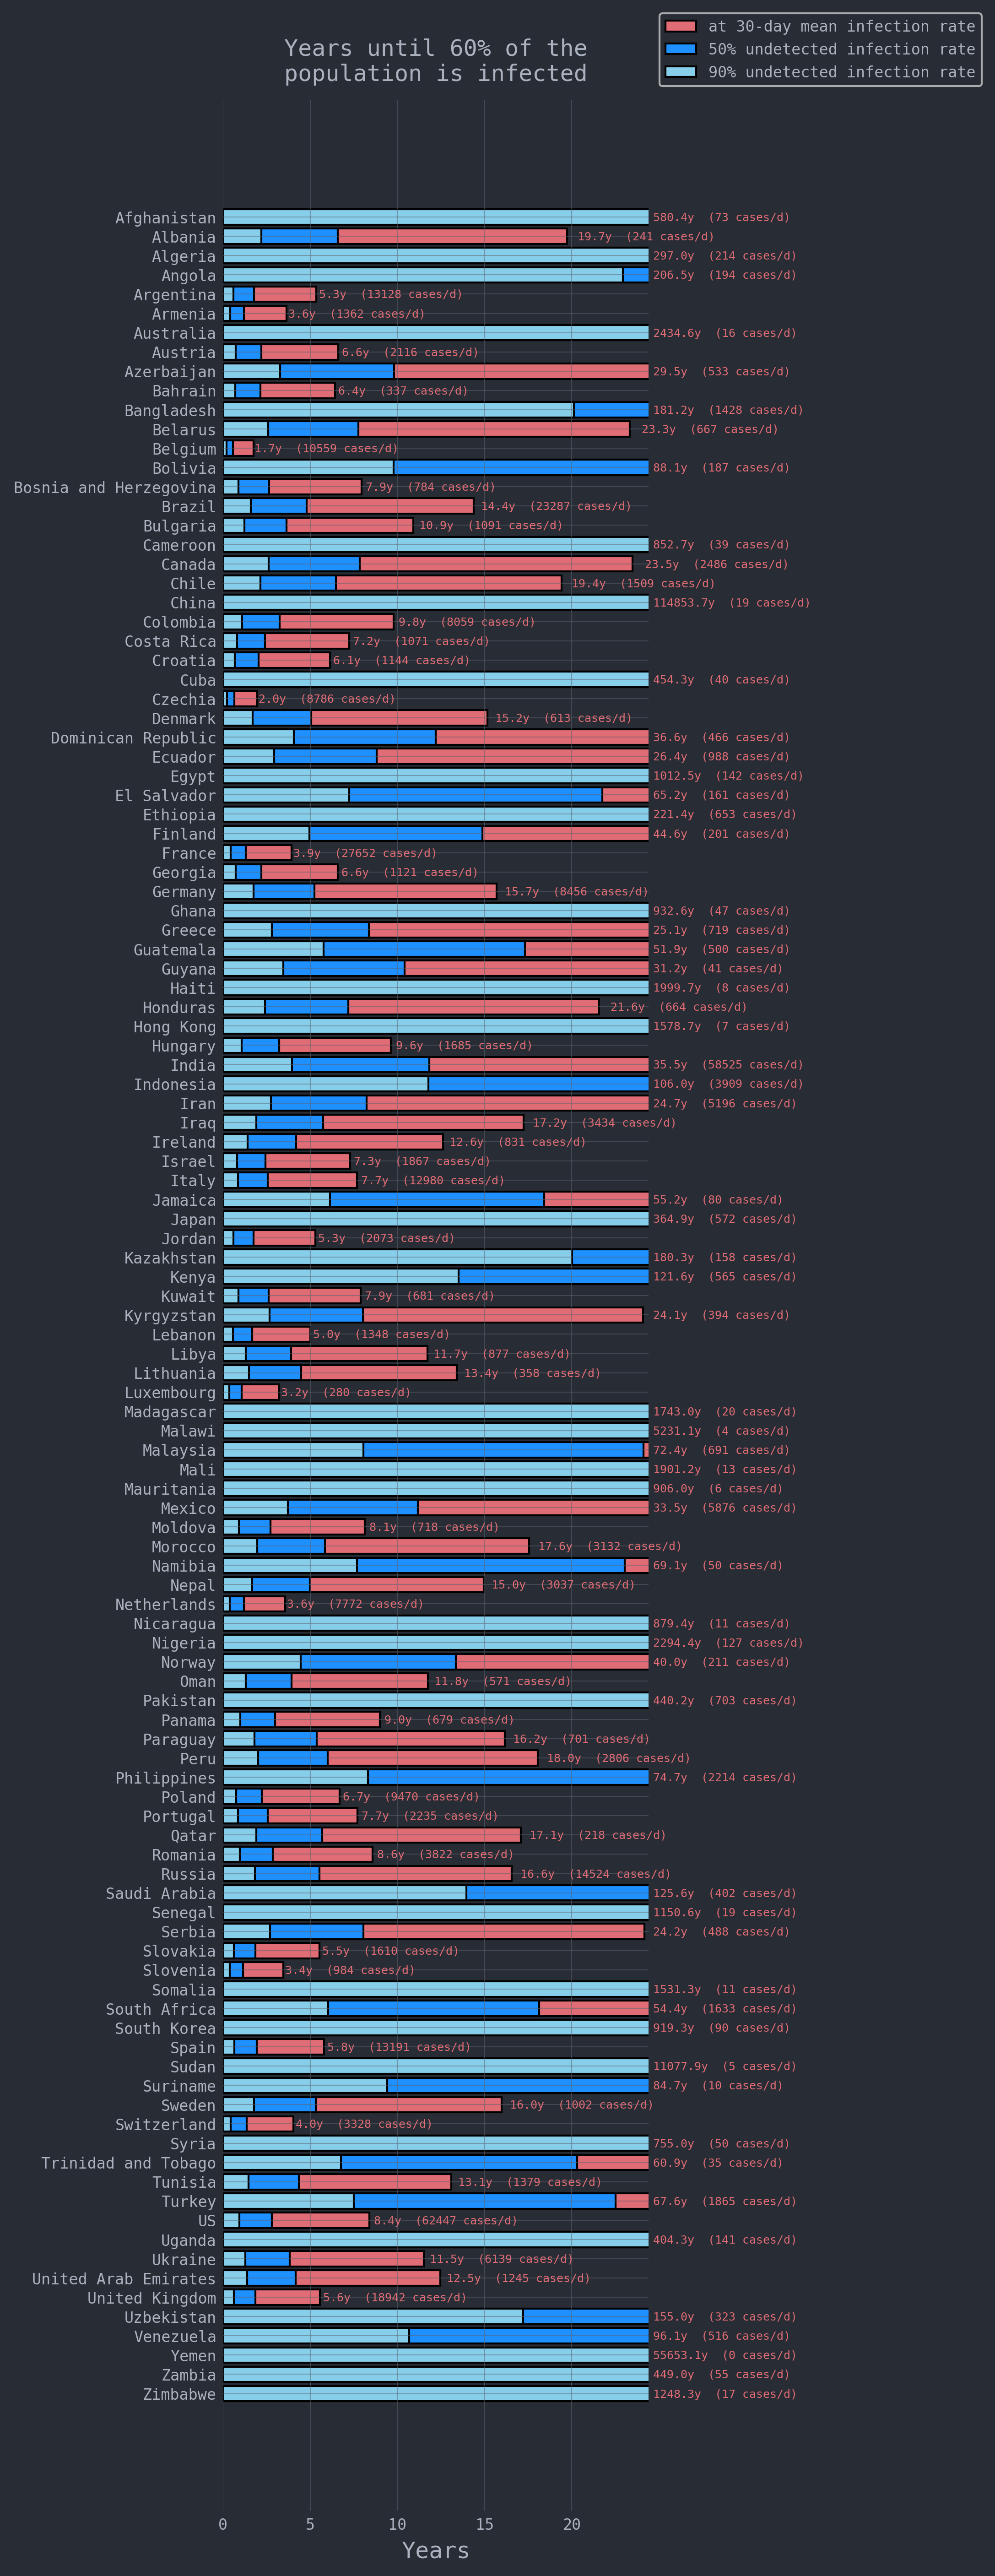 at 30-day mean infection rate
50% undetected infection rate
90% undetected infection rate
Years until 60% of the
population is infected
Afghanistan 580.4y (73 cases/d)
Albania 19.7y (241 cases/d)
Algeria 297.0y (214 cases/d)
Angola 206.5y (194 cases/d)
Argentina 5.3y (13128 cases/d)
Armenia 3.6y (1362 cases/d)
Australia 2434.6y (16 cases/d)
Austria 6.6y (2116 cases/d)
Azerbaijan 29.5y (533 cases/d)
Bahrain 6.4y (337 cases/d)
Bangladesh 181.2y (1428 cases/d)
Belarus 23.3y (667 cases/d)
Belgium 1.7y (10559 cases/d)
Bolivia 88.1y (187 cases/d)
Bosnia and Herzegovina 7.9y (784 cases/d)
Brazil 14.4y (23287 cases/d)
Bulgaria 10.9y (1091 cases/d)
Cameroon 852.7y (39 cases/d)
Canada 23.5y (2486 cases/d)
Chile 19.4y (1509 cases/d)
China 114853.7y (19 cases/d)
Colombia 9.8y (8059 cases/d)
Costa Rica 7.2y (1071 cases/d)
Croatia 6.1y (1144 cases/d)
Cuba 454.3y (40 cases/d)
Czechia 2.0y (8786 cases/d)
Denmark 15.2y (613 cases/d)
Dominican Republic 36.6y (466 cases/d)
Ecuador 26.4y (988 cases/d)
Egypt 1012.5y (142 cases/d)
El Salvador 65.2y (161 cases/d)
Ethiopia 221.4y (653 cases/d)
Finland 44.6y (201 cases/d)
France 3.9y (27652 cases/d)
Georgia 6.6y (1121 cases/d)
Germany 15.7y (8456 cases/d)
Ghana 932.6y (47 cases/d)
Greece 25.1y (719 cases/d)
Guatemala 51.9y (500 cases/d)
Guyana 31.2y (41 cases/d)
Haiti 1999.7y (8 cases/d)
Honduras 21.6y (664 cases/d)
Hong Kong 1578.7y (7 cases/d)
Hungary 9.6y (1685 cases/d)
India 35.5y (58525 cases/d)
Indonesia 106.0y (3909 cases/d)
Iran 24.7y (5196 cases/d)
Iraq 17.2y (3434 cases/d)
Ireland 12.6y (831 cases/d)
Israel 7.3y (1867 cases/d)
Italy 7.7y (12980 cases/d)
Jamaica 55.2y (80 cases/d)
Japan 364.9y (572 cases/d)
Jordan 5.3y (2073 cases/d)
Kazakhstan 180.3y (158 cases/d)
Kenya 121.6y (565 cases/d)
Kuwait 7.9y (681 cases/d)
Kyrgyzstan 24.1y (394 cases/d)
Lebanon 5.0y (1348 cases/d)
Libya 11.7y (877 cases/d)
Lithuania 13.4y (358 cases/d)
Luxembourg 3.2y (280 cases/d)
Madagascar 1743.0y (20 cases/d)
Malawi 5231.1y (4 cases/d)
Malaysia 72.4y (691 cases/d)
Mali 1901.2y (13 cases/d)
Mauritania 906.0y (6 cases/d)
Mexico 33.5y (5876 cases/d)
Moldova 8.1y (718 cases/d)
Morocco 17.6y (3132 cases/d)
Namibia 69.1y (50 cases/d)
Nepal 15.0y (3037 cases/d)
Netherlands 3.6y (7772 cases/d)
Nicaragua 879.4y (11 cases/d)
Nigeria 2294.4y (127 cases/d)
Norway 40.0y (211 cases/d)
Oman 11.8y (571 cases/d)
Pakistan 440.2y (703 cases/d)
Panama 9.0y (679 cases/d)
Paraguay 16.2y (701 cases/d)
Peru 18.0y (2806 cases/d)
Philippines 74.7y (2214 cases/d)
Poland 6.7y (9470 cases/d)
Portugal 7.7y (2235 cases/d)
Qatar 17.1y (218 cases/d)
Romania 8.6y (3822 cases/d)
Russia 16.6y (14524 cases/d)
Saudi Arabia 125.6y (402 cases/d)
Senegal 1150.6y (19 cases/d)
Serbia 24.2y (488 cases/d)
Slovakia 5.5y (1610 cases/d)
Slovenia 3.4y (984 cases/d)
Somalia 1531.3y (11 cases/d)
South Africa 54.4y (1633 cases/d)
South Korea 919.3y (90 cases/d)
Spain 5.8y (13191 cases/d)
Sudan 11077.9y (5 cases/d)
Suriname 84.7y (10 cases/d)
Sweden 16.0y (1002 cases/d)
Switzerland 4.0y (3328 cases/d)
Syria 755.0y (50 cases/d)
Trinidad and Tobago 60.9y (35 cases/d)
Tunisia 13.1y (1379 cases/d)
Turkey 67.6y (1865 cases/d)
US 8.4y (62447 cases/d)
Uganda 404.3y (141 cases/d)
Ukraine 11.5y (6139 cases/d)
United Arab Emirates 12.5y (1245 cases/d)
United Kingdom 5.6y (18942 cases/d)
Uzbekistan 155.0y (323 cases/d)
Venezuela 96.1y (516 cases/d)
Yemen 55653.1y (0 cases/d)
Zambia 449.0y (55 cases/d)
Zimbabwe 1248.3y (17 cases/d)
0 5 10 15 20
Years